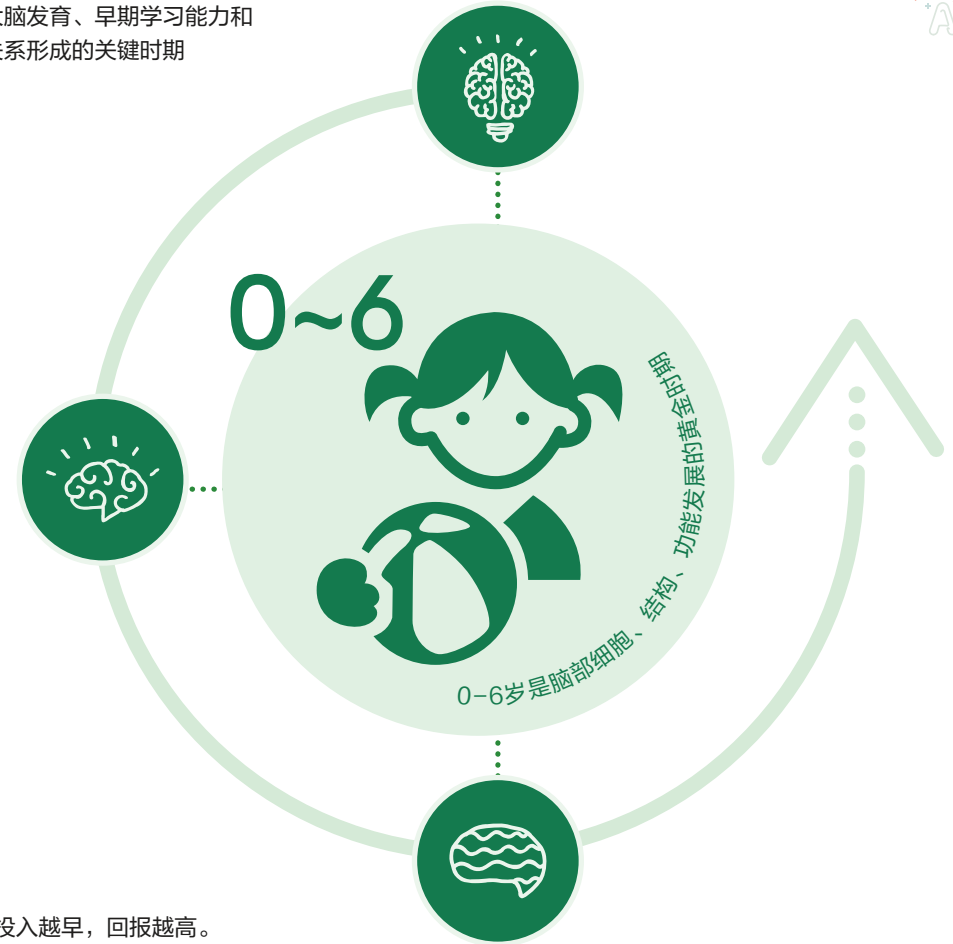 大脑发育、早期学习能力和
关系形成的关键时期
0~6
0-6岁是脑部细胞、结构、功能发展的黄金时期
投入越早，回报越高。